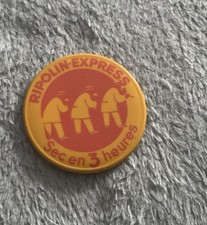 RIPOLIN-EXPRESS
Sec en 3 heures